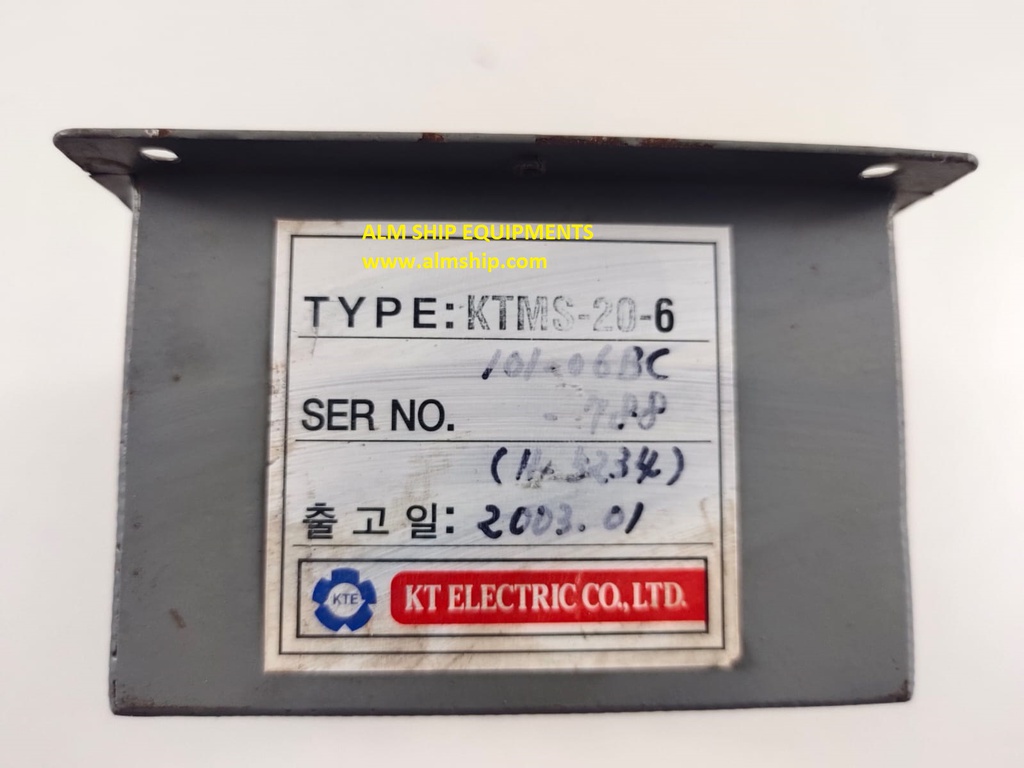 ALM SHIP EQUIPMENTS
www.almship.com
TYPE: KTMS-20-6
101-06BC
SER NO. -788
출고일: 2003.01
KTE KT ELECTRIC CO., LTD.